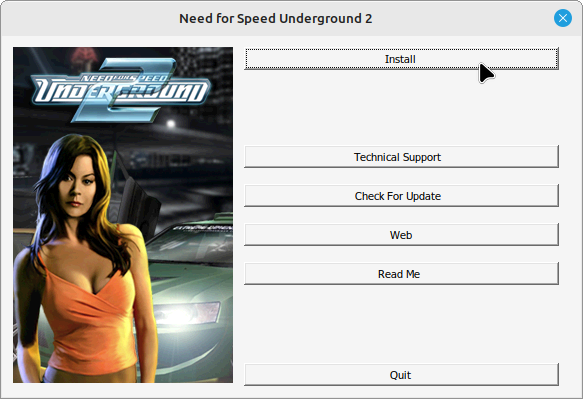 Need for Speed Underground 2
NEED FOR SPEED
UNDERGROUND
2
Install
Technical Support
Check For Update
Web
Read Me
Quit